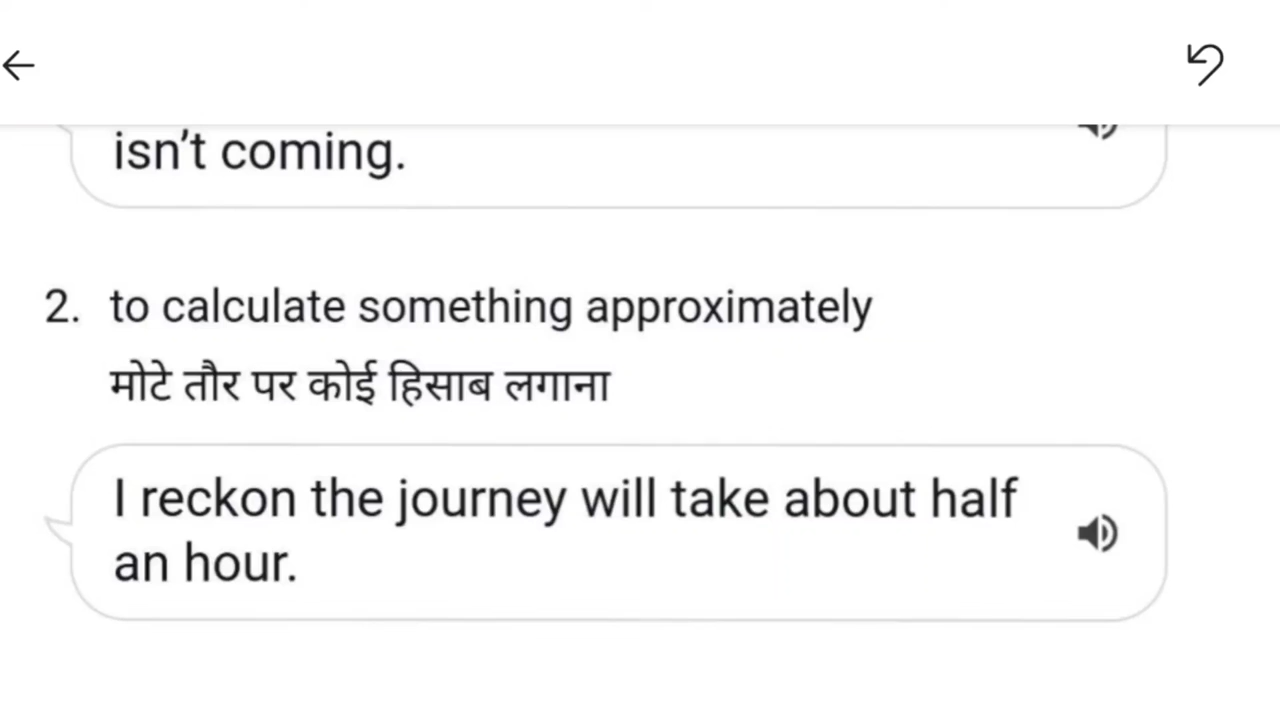 isn’t coming.
2. to calculate something approximately
मोटे तौर पर कोई हिसाब लगाना
I reckon the journey will take about half
an hour.